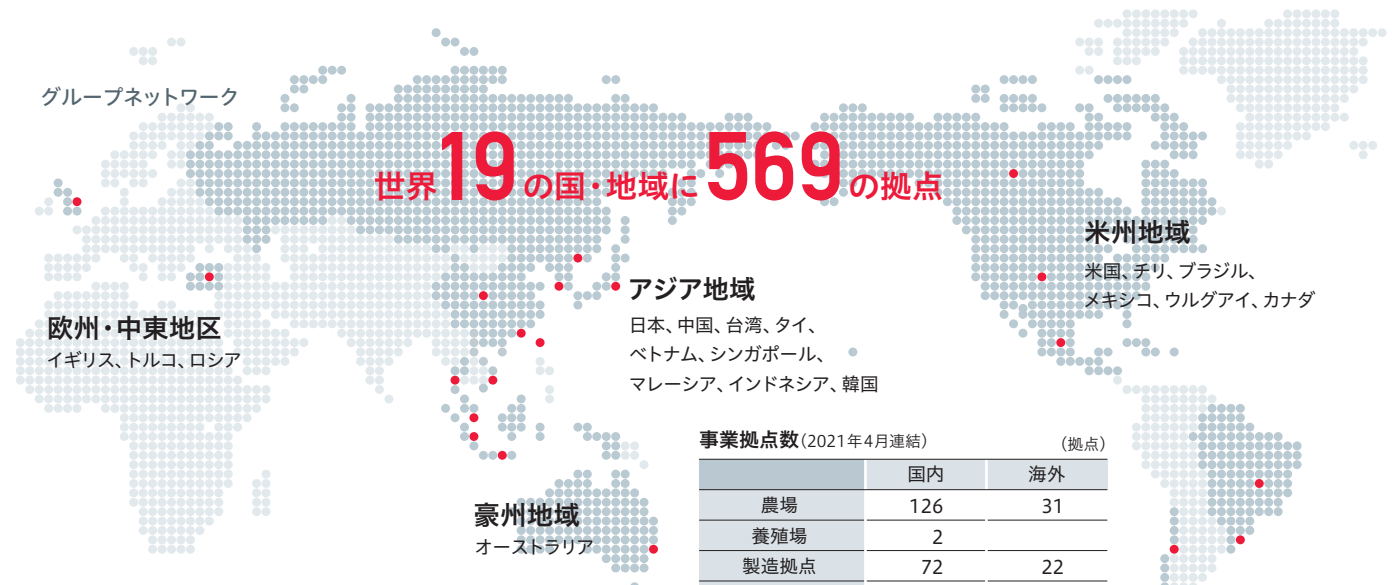 グループネットワーク
世界19の国・地域に569の拠点
米州地域
米国、チリ、ブラジル、
メキシコ、ウルグアイ、カナダ
アジア地域
日本、中国、台湾、タイ、
ベトナム、シンガポール、
マレーシア、インドネシア、韓国
欧州・中東地区
イギリス、トルコ、ロシア
豪州地域
オーストラリア
事業拠点数(2021年4月連結) (拠点)
国内 海外
農場 126 31
養殖場 2
製造拠点 72 22